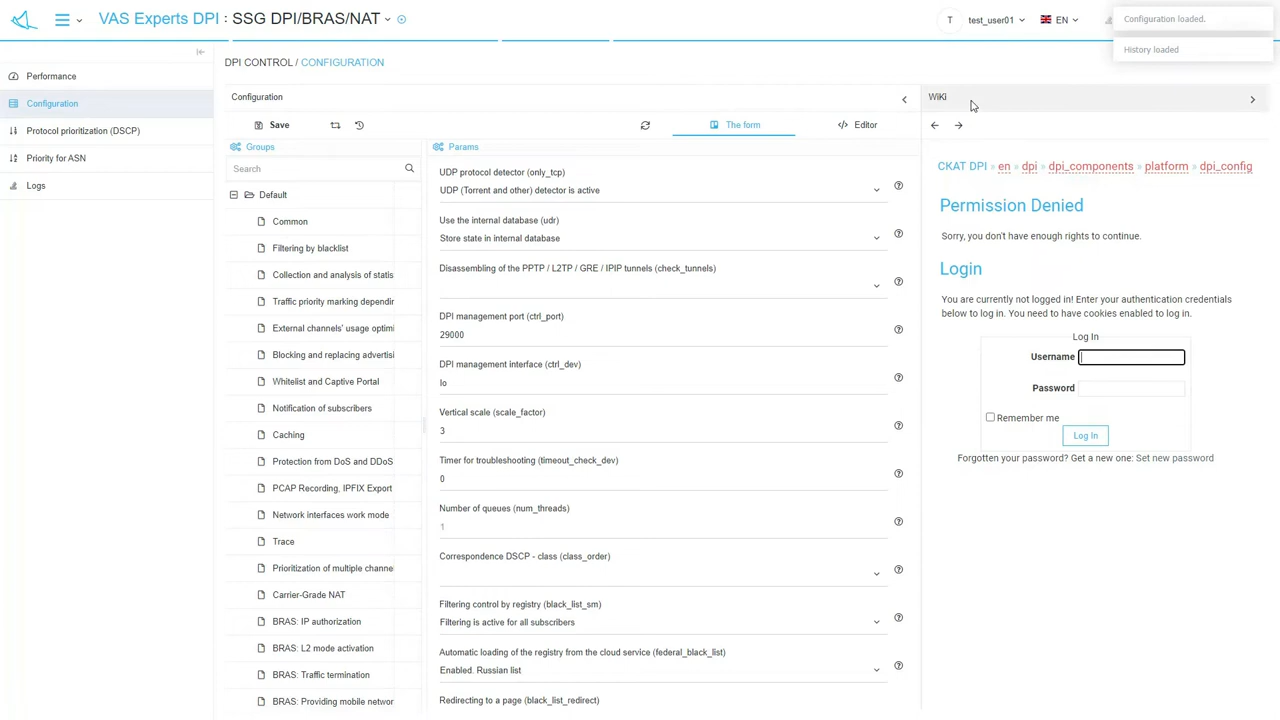 VAS Experts DPI : SSG DPI/BRAS/NAT
T
test_user01
EN
Configuration loaded.
History loaded
Performance
Configuration
Protocol prioritization (DSCP)
Priority for ASN
Logs
DPI CONTROL / CONFIGURATION
Configuration
Save
The form
Editor
Groups
Search
Default
Common
Filtering by blacklist
Collection and analysis of statis
Traffic priority marking dependin
External channels' usage optimi
Blocking and replacing advertisi
Whitelist and Captive Portal
Notification of subscribers
Caching
Protection from DoS and DDoS
PCAP Recording, IPFIX Export
Network interfaces work mode
Trace
Prioritization of multiple channe
Carrier-Grade NAT
BRAS: IP authorization
BRAS: L2 mode activation
BRAS: Traffic termination
BRAS: Providing mobile networ
Params
UDP protocol detector (only_tcp)
UDP (Torrent and other) detector is active
Use the internal database (udr)
Store state in internal database
Disassembling of the PPTP / L2TP / GRE / IPIP tunnels (check_tunnels)
DPI management port (ctrl_port)
29000
DPI management interface (ctrl_dev)
lo
Vertical scale (scale_factor)
3
Timer for troubleshooting (timeout_check_dev)
0
Number of queues (num_threads)
1
Correspondence DSCP - class (class_order)
Filtering control by registry (black_list_sm)
Filtering is active for all subscribers
Automatic loading of the registry from the cloud service (federal_black_list)
Enabled. Russian list
Redirecting to a page (black_list_redirect)
WiKi
CKAT DPI » en » dpi » dpi_components » platform » dpi_config
Permission Denied
Sorry, you don't have enough rights to continue.
Login
You are currently not logged in! Enter your authentication credentials
below to log in. You need to have cookies enabled to log in.
Log In
Username
Password
Remember me
Log In
Forgotten your password? Get a new one: Set new password